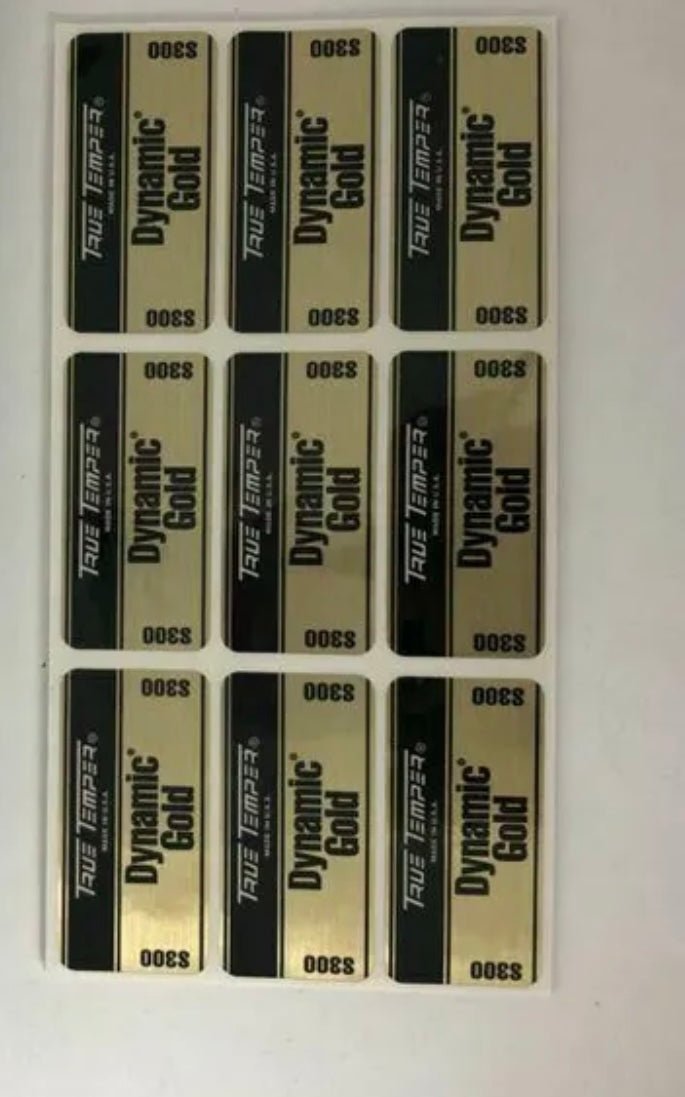 S300
TRUE TEMPER®
MADE IN U.S.A.
Dynamic®
Gold
S300
S300
TRUE TEMPER®
MADE IN U.S.A.
Dynamic®
Gold
S300
S300
TRUE TEMPER®
MADE IN U.S.A.
Dynamic®
Gold
S300
S300
TRUE TEMPER®
MADE IN U.S.A.
Dynamic®
Gold
S300
S300
TRUE TEMPER®
MADE IN U.S.A.
Dynamic®
Gold
S300
S300
TRUE TEMPER®
MADE IN U.S.A.
Dynamic®
Gold
S300
S300
TRUE TEMPER®
MADE IN U.S.A.
Dynamic®
Gold
S300
S300
TRUE TEMPER®
MADE IN U.S.A.
Dynamic®
Gold
S300
S300
TRUE TEMPER®
MADE IN U.S.A.
Dynamic®
Gold
S300